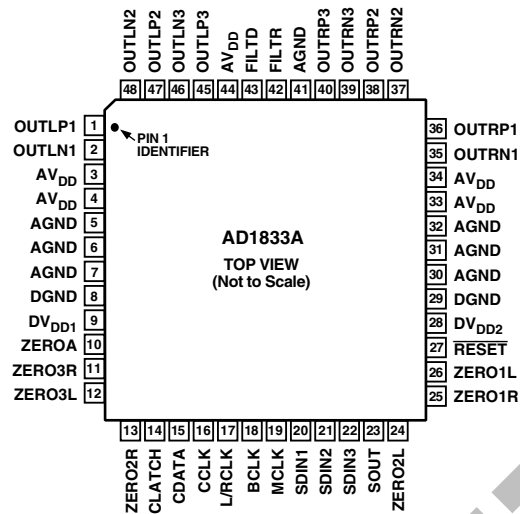 OUTLN2
OUTLP2
OUTLN3
OUTLP3
AVDD
FILTD
FILTR
AGND
OUTRP3
OUTRN3
OUTRP2
OUTRN2
48 47 46 45 44 43 42 41 40 39 38 37
OUTLP1 1
OUTLN1 2
AVDD 3
AVDD 4
AGND 5
AGND 6
AGND 7
DGND 8
DVDD1 9
ZEROA 10
ZERO3R 11
ZERO3L 12
PIN 1
IDENTIFIER
AD1833A
TOP VIEW
(Not to Scale)
36 OUTRP1
35 OUTRN1
34 AVDD
33 AVDD
32 AGND
31 AGND
30 AGND
29 DGND
28 DVDD2
27 RESET
26 ZERO1L
25 ZERO1R
13 14 15 16 17 18 19 20 21 22 23 24
ZERO2R
CLATCH
CDATA
CCLK
L/RCLK
BCLK
MCLK
SDIN1
SDIN2
SDIN3
SOUT
ZERO2L